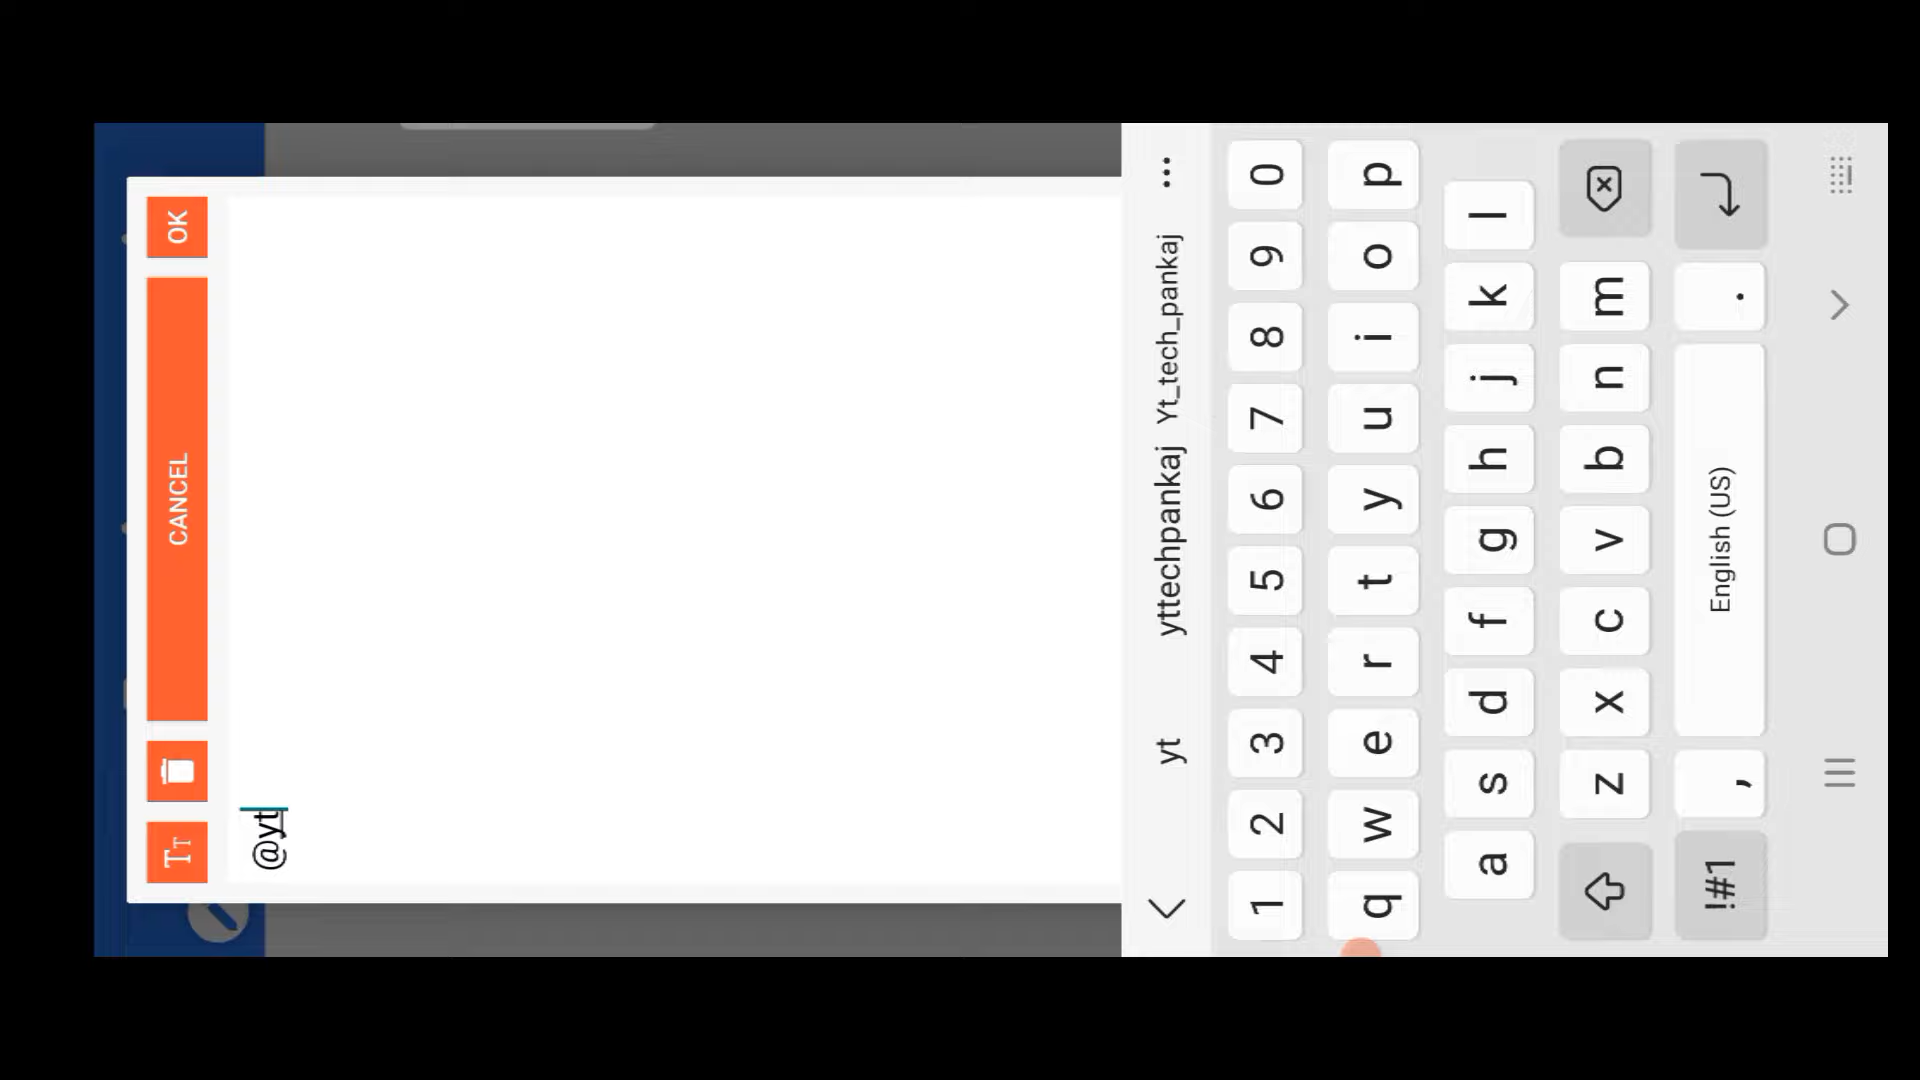 TT CANCEL OK
@yt
yt yttechpankaj Yt_tech_pankaj ...
1 2 3 4 5 6 7 8 9 0
q w e r t y u i o p
a s d f g h j k l
z x c v b n m
!#1 , English (US) .